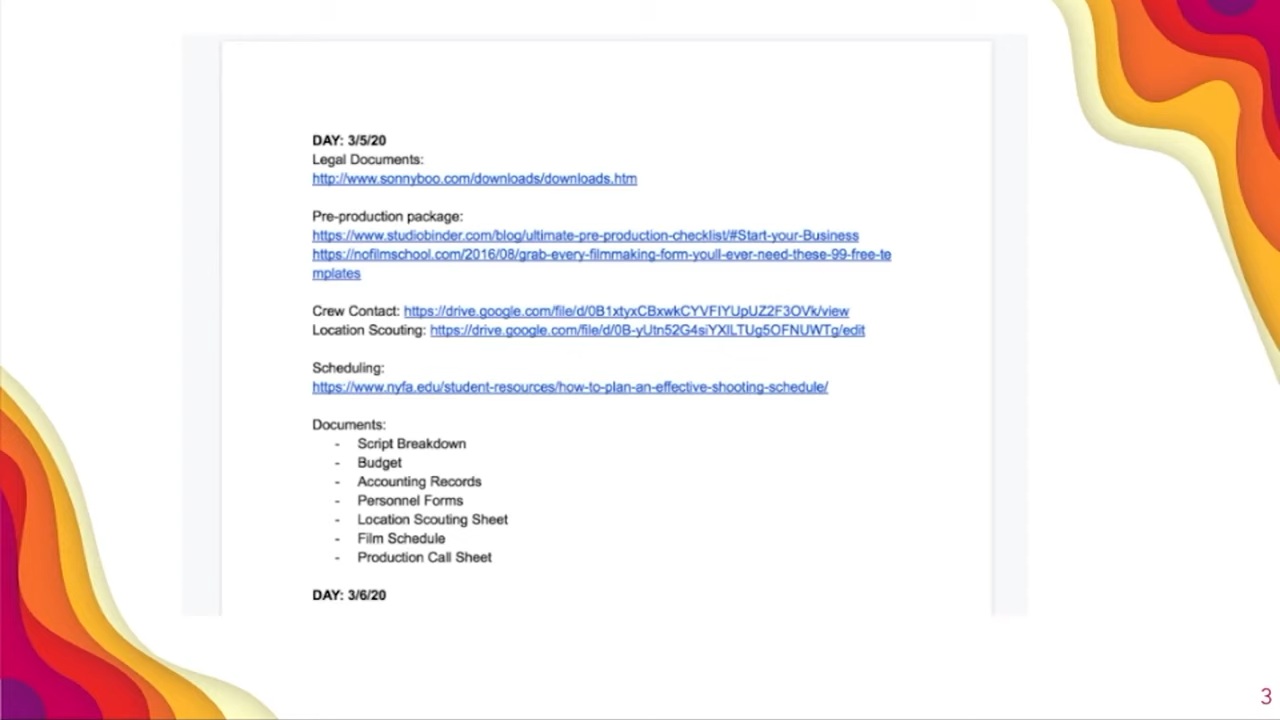 DAY: 3/5/20
Legal Documents:
http://www.sonnyboo.com/downloads/downloads.htm
Pre-production package:
https://www.studiobinder.com/blog/ultimate-pre-production-checklist/#Start-your-Business
https://nofilmschool.com/2016/08/grab-every-filmmaking-form-youll-ever-need-these-99-free-te
mplates
Crew Contact: https://drive.google.com/file/d/0B1xtyxCBxwkCYVFIYUpUZ2F3OVk/view
Location Scouting: https://drive.google.com/file/d/0B-yUtn52G4siYXlLTUg5OFNUWTg/edit
Scheduling:
https://www.nyfa.edu/student-resources/how-to-plan-an-effective-shooting-schedule/
Documents:
- Script Breakdown
- Budget
- Accounting Records
- Personnel Forms
- Location Scouting Sheet
- Film Schedule
- Production Call Sheet
DAY: 3/6/20
3